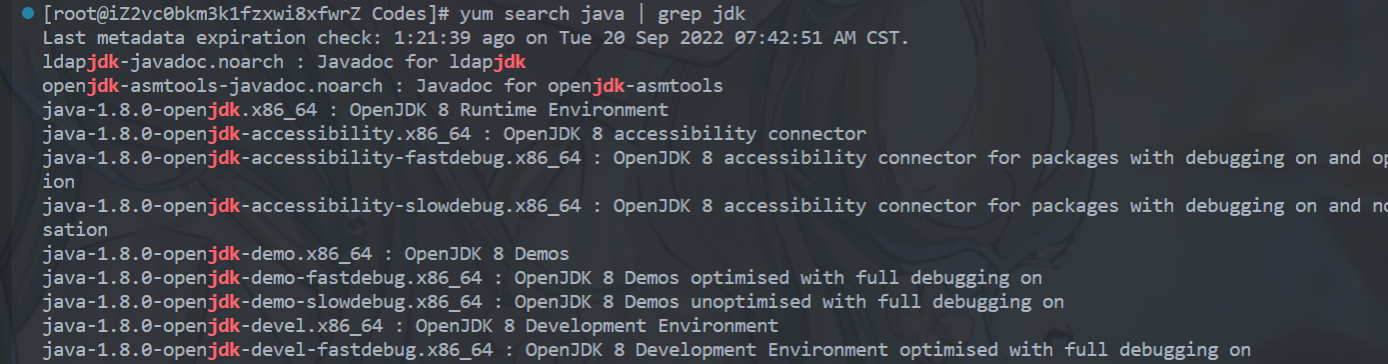 [root@iZ2vc0bkm3k1fzxwi8xfwrZ Codes]# yum search java | grep jdk
Last metadata expiration check: 1:21:39 ago on Tue 20 Sep 2022 07:42:51 AM CST.
ldapjdk-javadoc.noarch : Javadoc for ldapjdk
openjdk-asmtools-javadoc.noarch : Javadoc for openjdk-asmtools
java-1.8.0-openjdk.x86_64 : OpenJDK 8 Runtime Environment
java-1.8.0-openjdk-accessibility.x86_64 : OpenJDK 8 accessibility connector
java-1.8.0-openjdk-accessibility-fastdebug.x86_64 : OpenJDK 8 accessibility connector for packages with debugging on and op
ion
java-1.8.0-openjdk-accessibility-slowdebug.x86_64 : OpenJDK 8 accessibility connector for packages with debugging on and no
sation
java-1.8.0-openjdk-demo.x86_64 : OpenJDK 8 Demos
java-1.8.0-openjdk-demo-fastdebug.x86_64 : OpenJDK 8 Demos optimised with full debugging on
java-1.8.0-openjdk-demo-slowdebug.x86_64 : OpenJDK 8 Demos unoptimised with full debugging on
java-1.8.0-openjdk-devel.x86_64 : OpenJDK 8 Development Environment
java-1.8.0-openjdk-devel-fastdebug.x86_64 : OpenJDK 8 Development Environment optimised with full debugging on